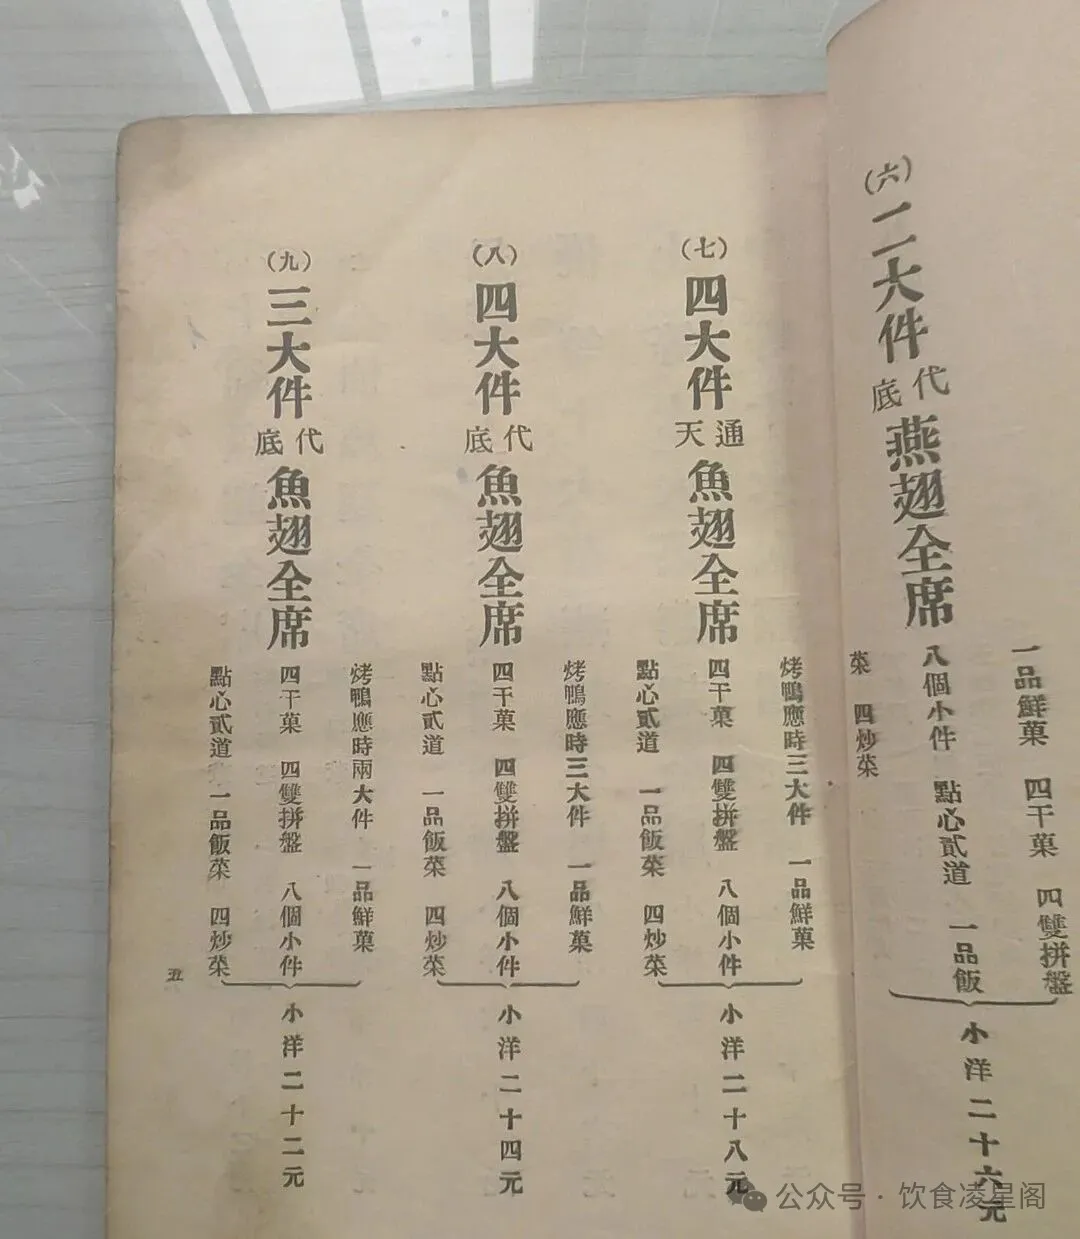 (六)
二大件
代底
燕翅全席
一品鮮菓 四干菓 四雙拼盤
八個小件 點心貳道 一品飯
菜 四炒菜
小洋二十六元
(七)
四大件
通天
魚翅全席
烤鴨應時三大件 一品鮮菓
四干菓 四雙拼盤 八個小件
點心貳道 一品飯菜 四炒菜
小洋二十八元
(八)
四大件
代底
魚翅全席
烤鴨應時三大件 一品鮮菓
四干菓 四雙拼盤 八個小件
點心貳道 一品飯菜 四炒菜
小洋二十四元
(九)
三大件
代底
魚翅全席
烤鴨應時兩大件 一品鮮菓
四干菓 四雙拼盤 八個小件
點心貳道 一品飯菜 四炒菜
小洋二十二元
五
公众号·饮食凌星阁